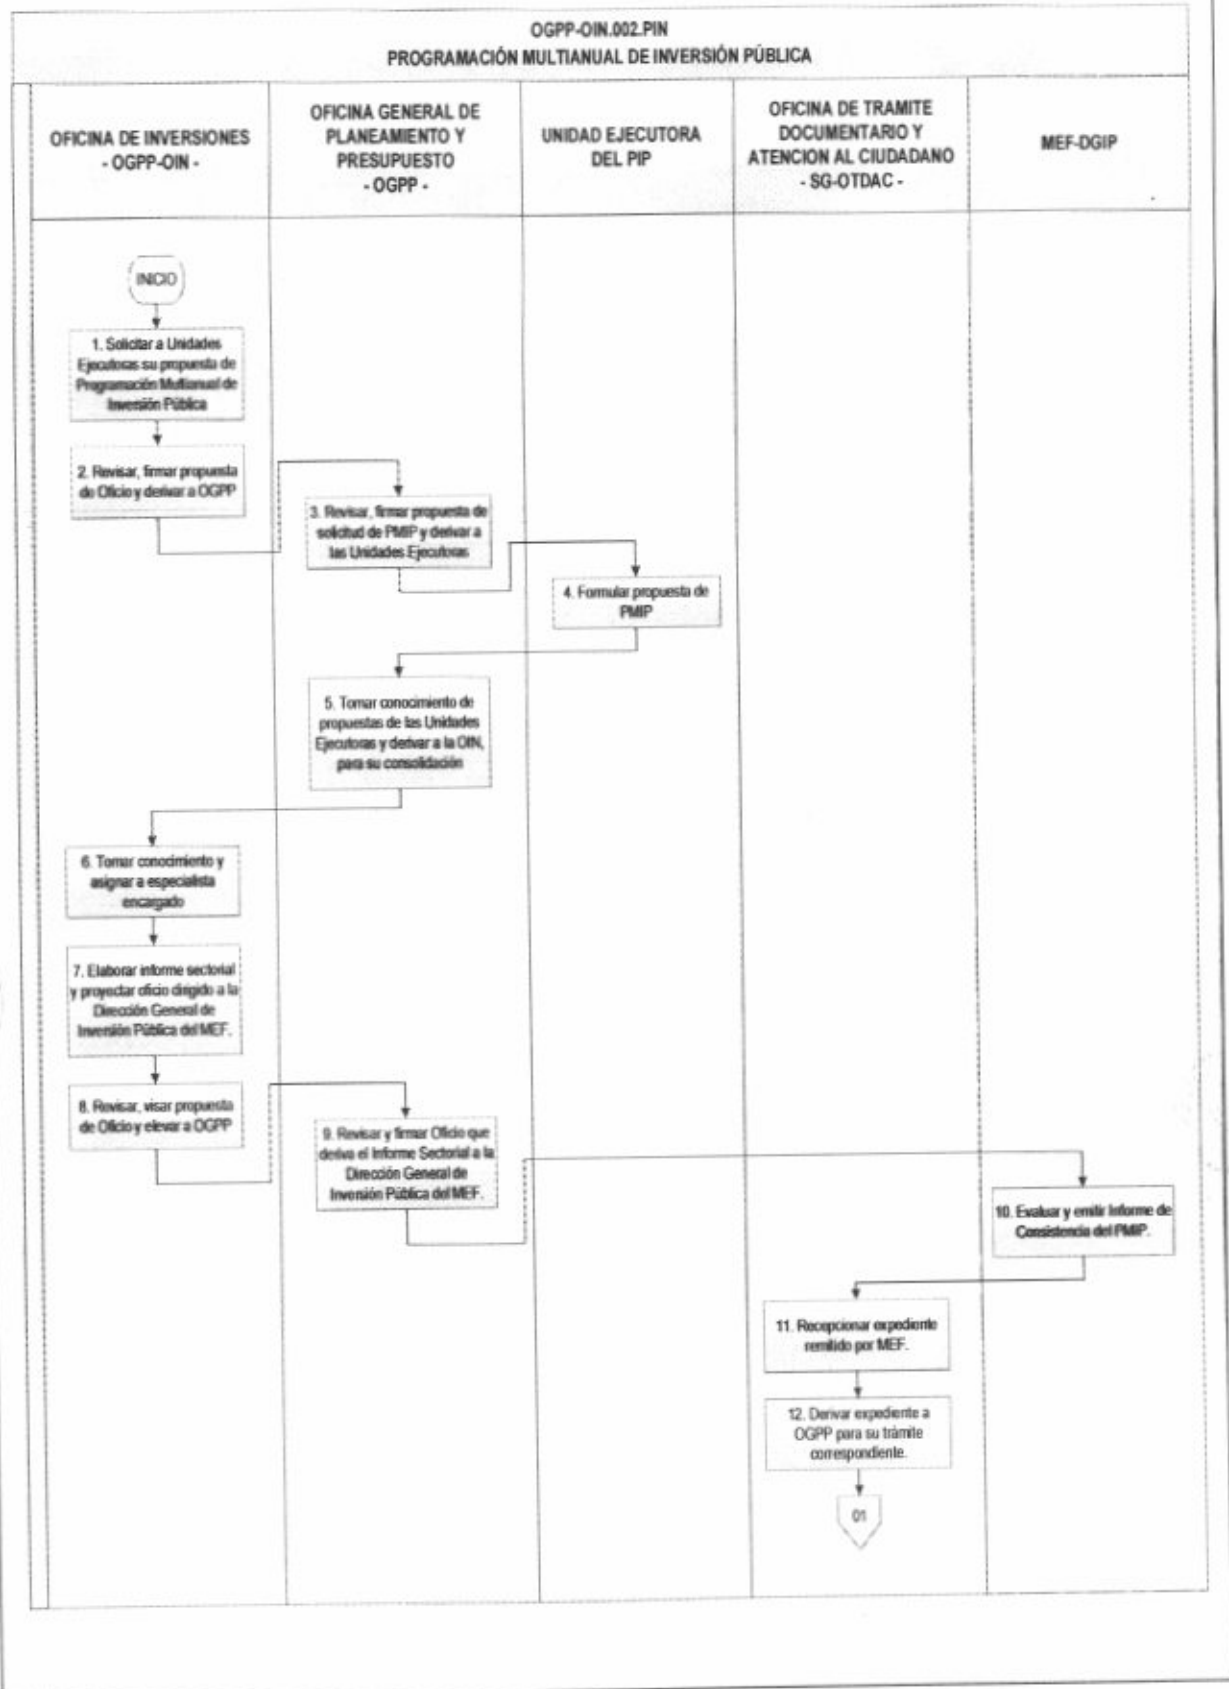 OGPP-OIN.002.PIN
PROGRAMACIÓN MULTIANUAL DE INVERSIÓN PÚBLICA
OFICINA DE INVERSIONES
- OGPP-OIN -
OFICINA GENERAL DE
PLANEAMIENTO Y
PRESUPUESTO
- OGPP -
UNIDAD EJECUTORA
DEL PIP
OFICINA DE TRAMITE
DOCUMENTARIO Y
ATENCION AL CIUDADANO
- SG-OTDAC -
MEF-DGIP
INICIO
1. Solicitar a Unidades
Ejecutoras su propuesta de
Programación Multianual de
Inversión Pública
2. Revisar, firmar propuesta
de Oficio y derivar a OGPP
3. Revisar, firmar propuesta de
solicitud de PMIP y derivar a
las Unidades Ejecutoras
4. Formular propuesta de
PMIP
5. Tomar conocimiento de
propuestas de las Unidades
Ejecutoras y derivar a la OIN,
para su consolidación
6. Tomar conocimiento y
asignar a especialista
encargado
7. Elaborar informe sectorial
y proyectar oficio dirigido a la
Dirección General de
Inversión Pública del MEF.
8. Revisar, visar propuesta
de Oficio y elevar a OGPP
9. Revisar y firmar Oficio que
deriva el Informe Sectorial a la
Dirección General de
Inversión Pública del MEF.
10. Evaluar y emitir Informe de
Consistencia del PMIP.
11. Recepcionar expediente
remitido por MEF.
12. Derivar expediente a
OGPP para su trámite
correspondiente.
01